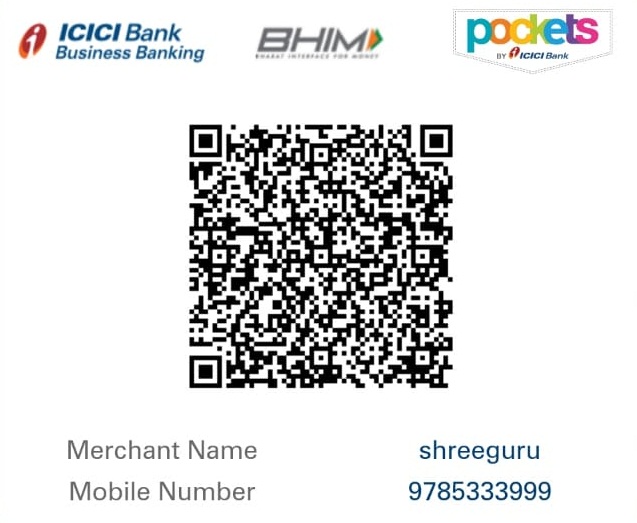 ICICI Bank
Business Banking
BHIM
BHARAT INTERFACE FOR MONEY
pockets
BY ICICI Bank
Merchant Name shreeguru
Mobile Number 9785333999